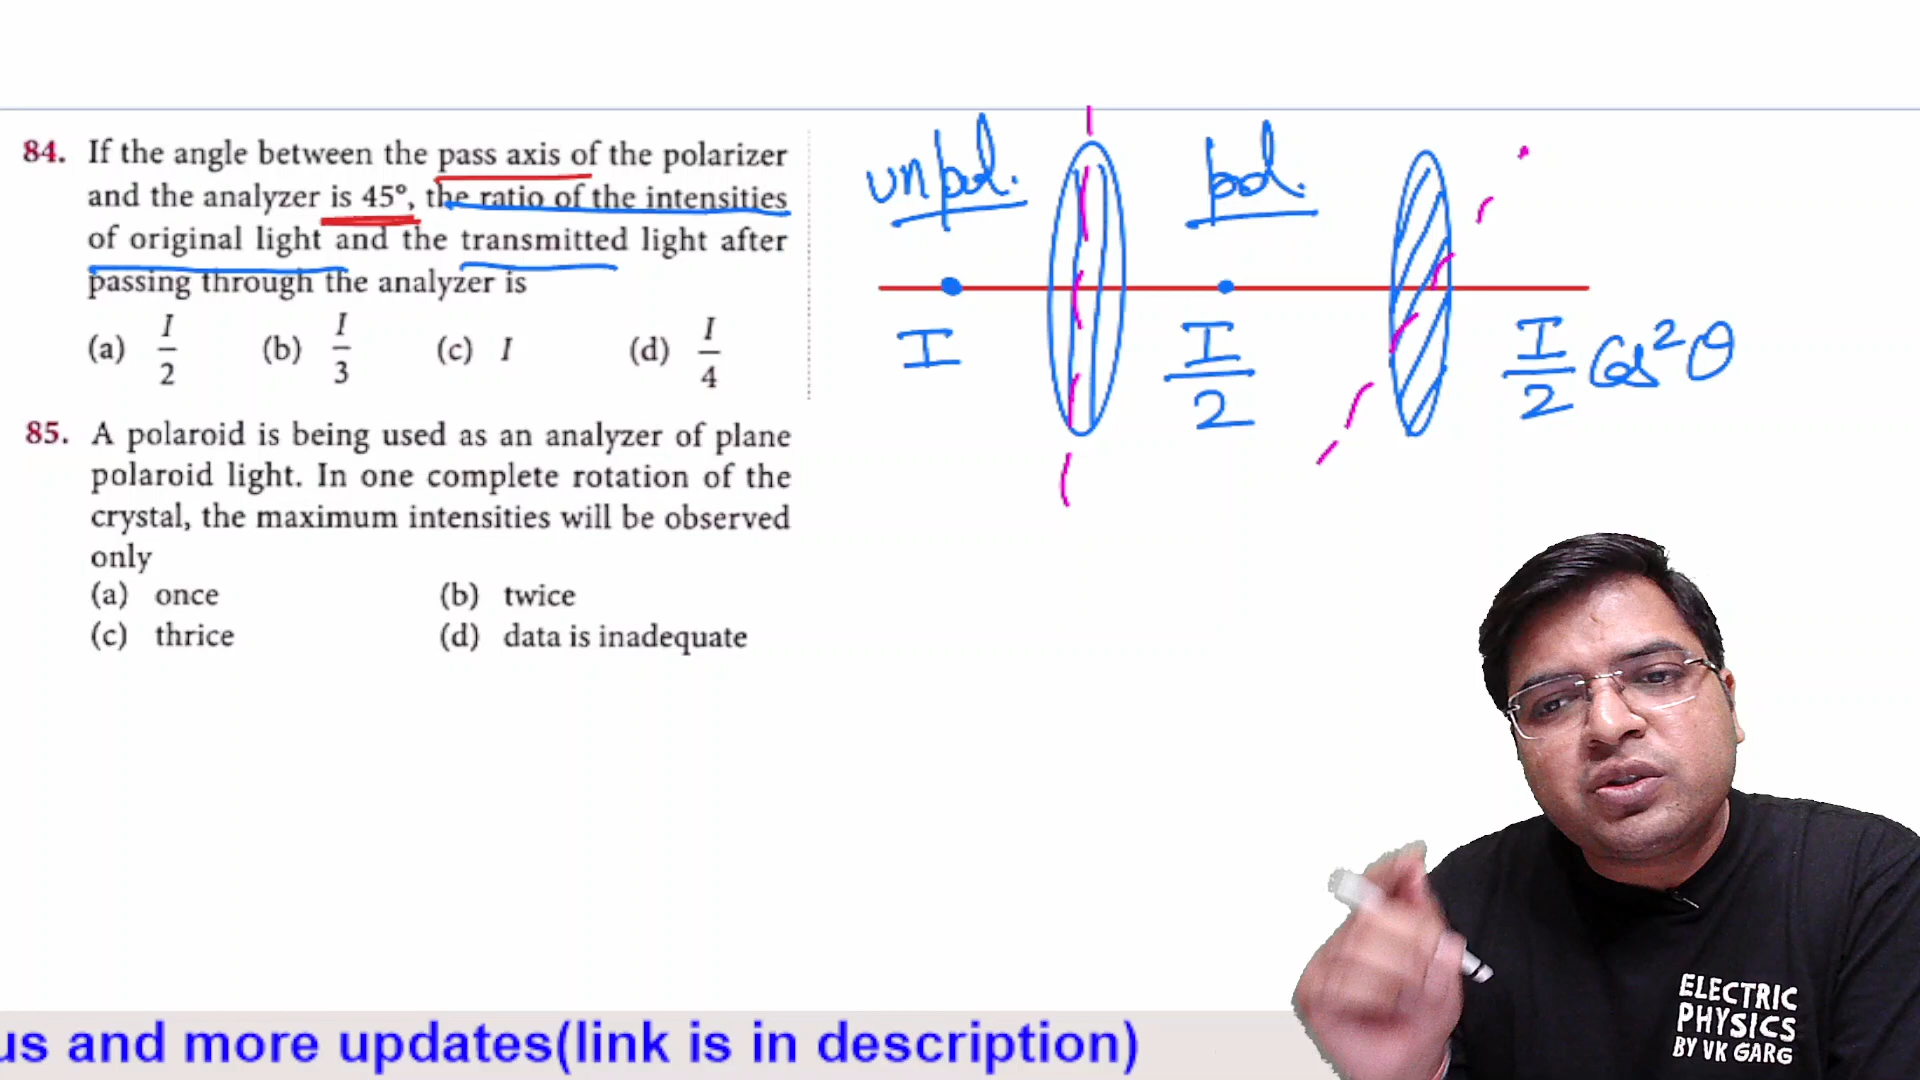 84. If the angle between the pass axis of the polarizer
and the analyzer is 45°, the ratio of the intensities
of original light and the transmitted light after
passing through the analyzer is
(a) I/2 (b) I/3 (c) I (d) I/4
85. A polaroid is being used as an analyzer of plane
polaroid light. In one complete rotation of the
crystal, the maximum intensities will be observed
only
(a) once (b) twice
(c) thrice (d) data is inadequate
unpol. pol.
I I/2 I/2 Cos²θ
ELECTRIC
PHYSICS
BY VK GARG
us and more updates(link is in description)